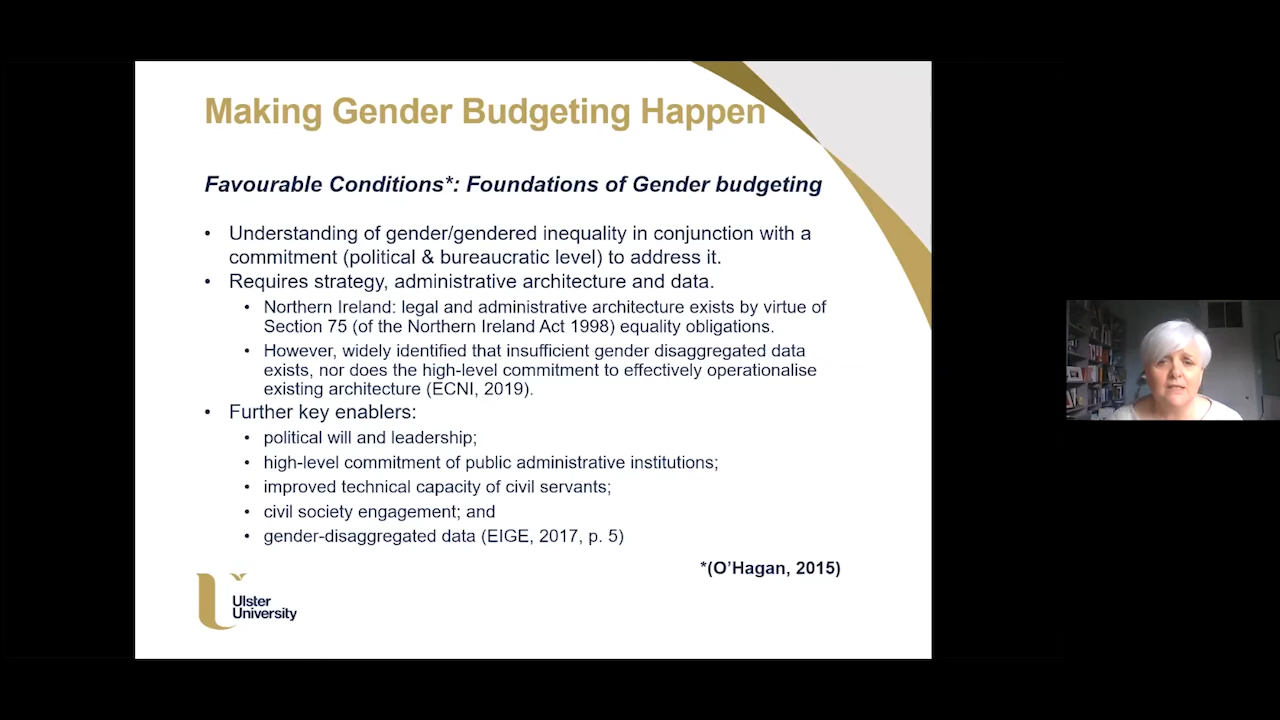 Making Gender Budgeting Happen
Favourable Conditions*: Foundations of Gender budgeting
• Understanding of gender/gendered inequality in conjunction with a
commitment (political & bureaucratic level) to address it.
• Requires strategy, administrative architecture and data.
• Northern Ireland: legal and administrative architecture exists by virtue of
Section 75 (of the Northern Ireland Act 1998) equality obligations.
• However, widely identified that insufficient gender disaggregated data
exists, nor does the high-level commitment to effectively operationalise
existing architecture (ECNI, 2019).
• Further key enablers:
• political will and leadership;
• high-level commitment of public administrative institutions;
• improved technical capacity of civil servants;
• civil society engagement; and
• gender-disaggregated data (EIGE, 2017, p. 5)
*(O'Hagan, 2015)
Ulster
University